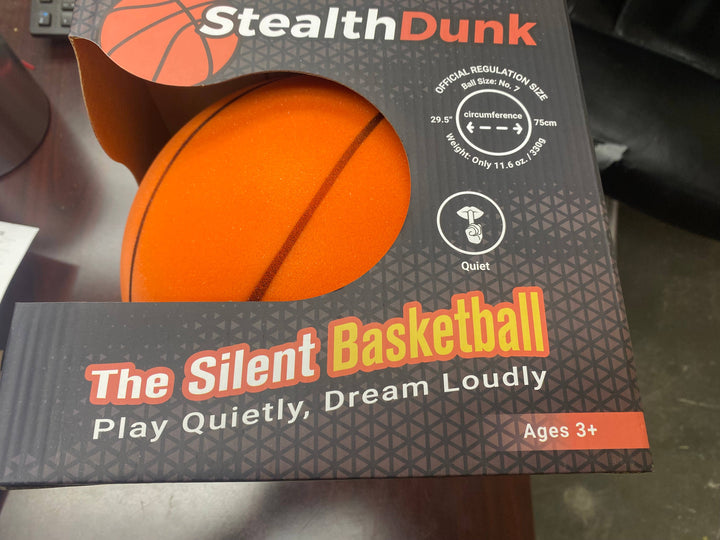 StealthDunk
OFFICIAL REGULATION SIZE
Ball Size: No. 7
circumference
29.5" 75cm
Weight: Only 11.6 oz. / 330g
Quiet
The Silent Basketball
Play Quietly, Dream Loudly
Ages 3+